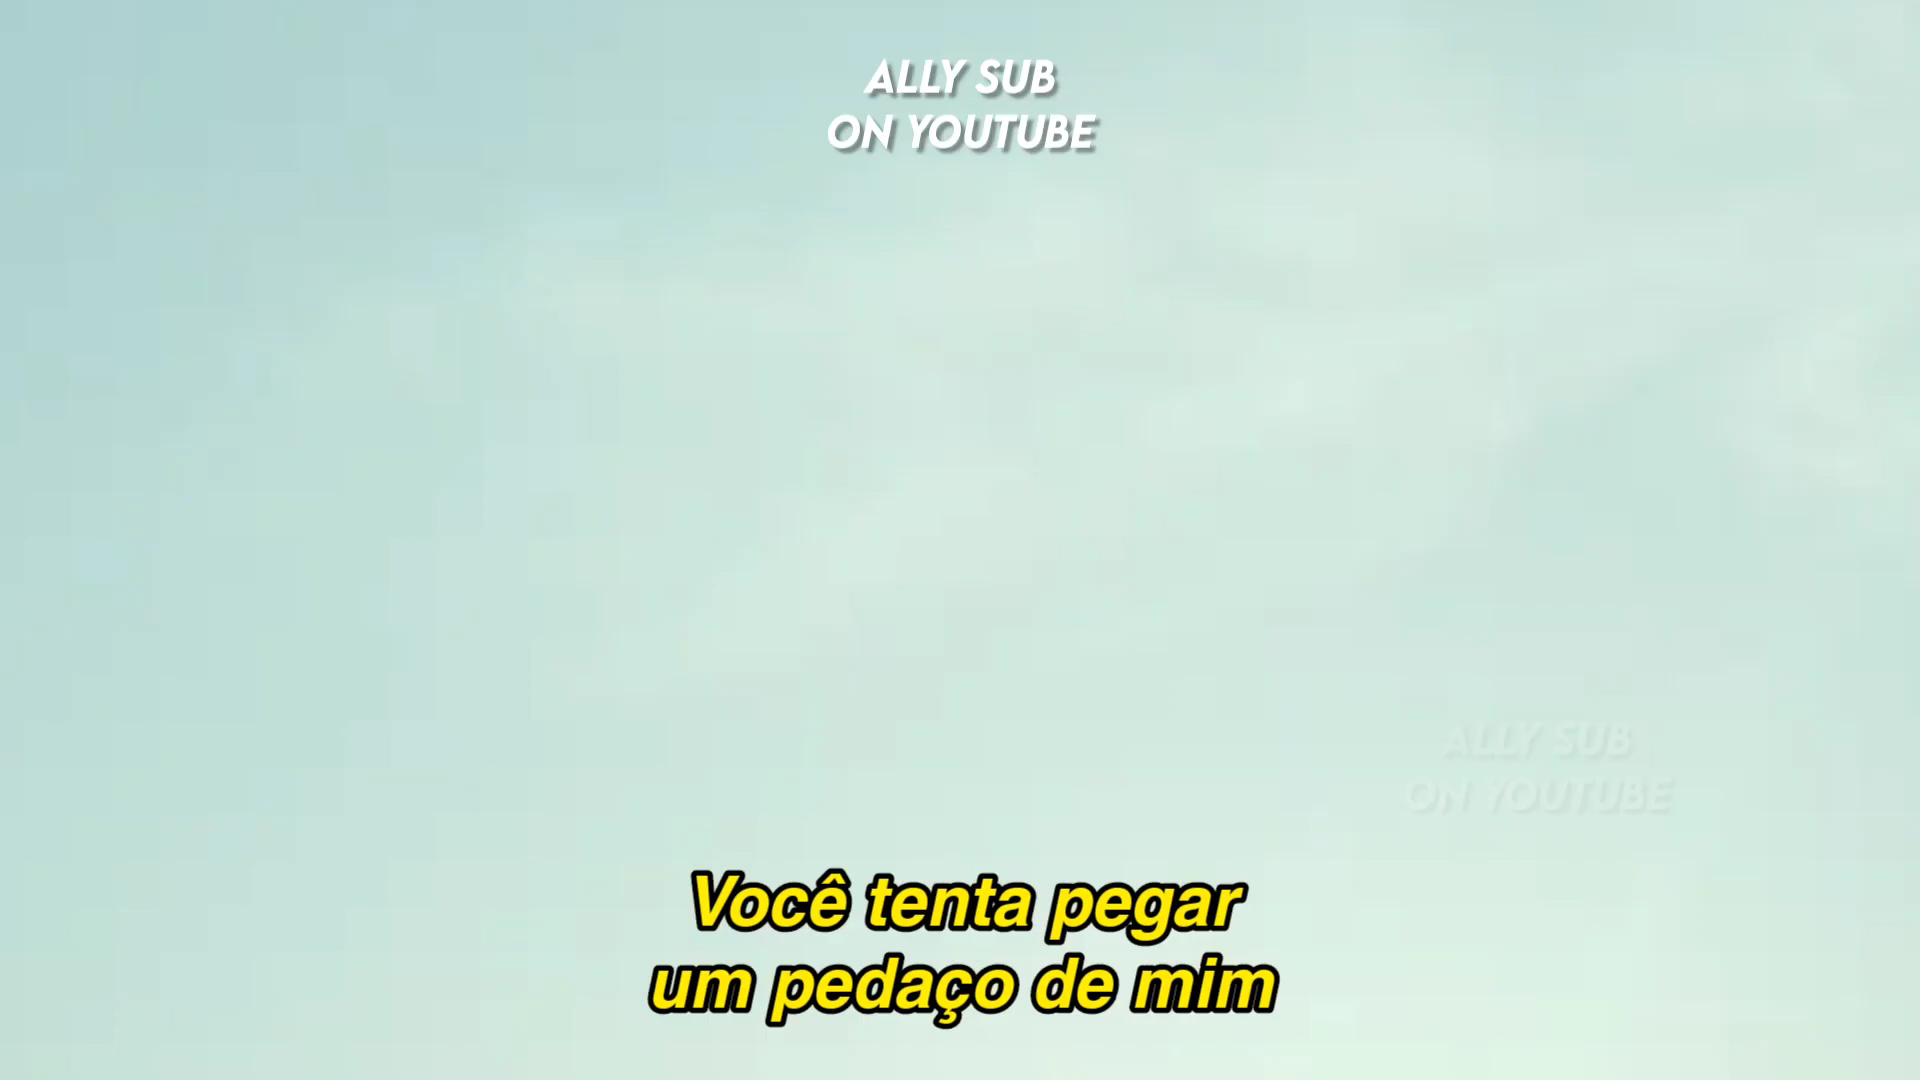 ALLY SUB
ON YOUTUBE
ALLY SUB
ON YOUTUBE
Você tenta pegar
um pedaço de mim